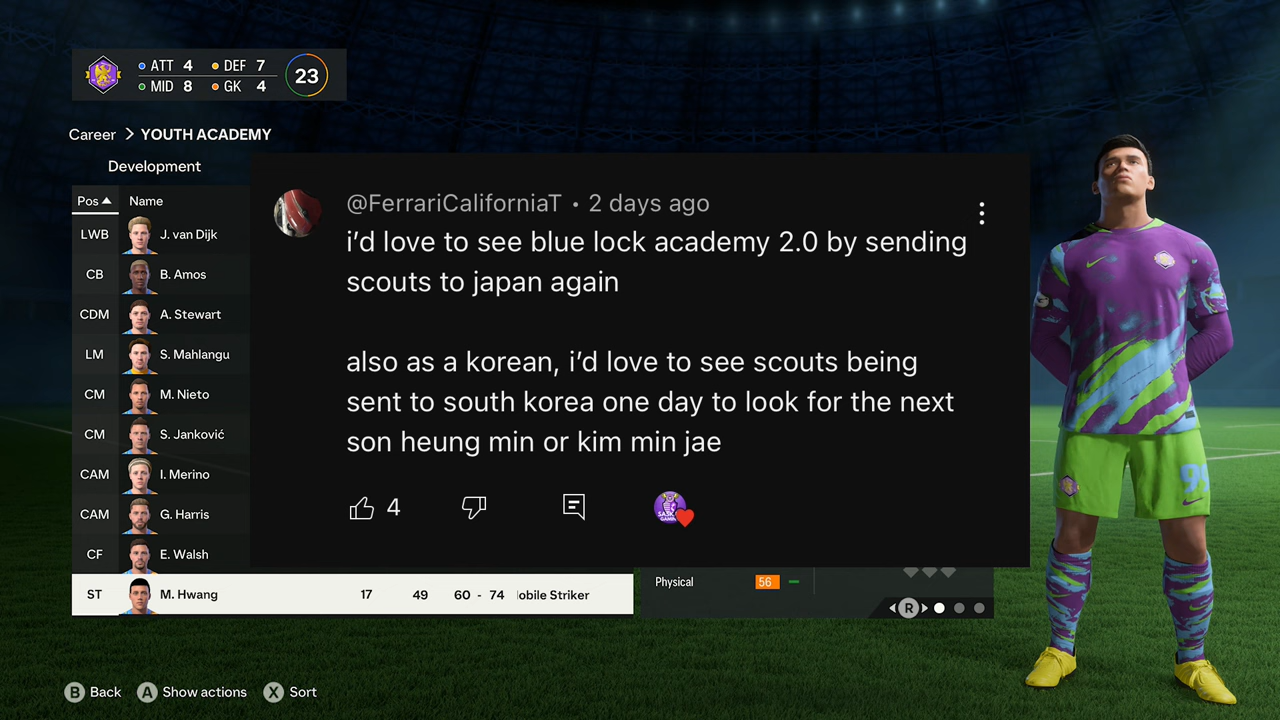 ATT 4 DEF 7
MID 8 GK 4
23
Career > YOUTH ACADEMY
Development
Pos Name
LWB J. van Dijk
CB B. Amos
CDM A. Stewart
LM S. Mahlangu
CM M. Nieto
CM S. Janković
CAM I. Merino
CAM G. Harris
CF E. Walsh
ST M. Hwang 17 49 60 - 74 obile Striker
@FerrariCaliforniaT • 2 days ago
i'd love to see blue lock academy 2.0 by sending
scouts to japan again
also as a korean, i'd love to see scouts being
sent to south korea one day to look for the next
son heung min or kim min jae
4
Physical 56
R
B Back A Show actions X Sort